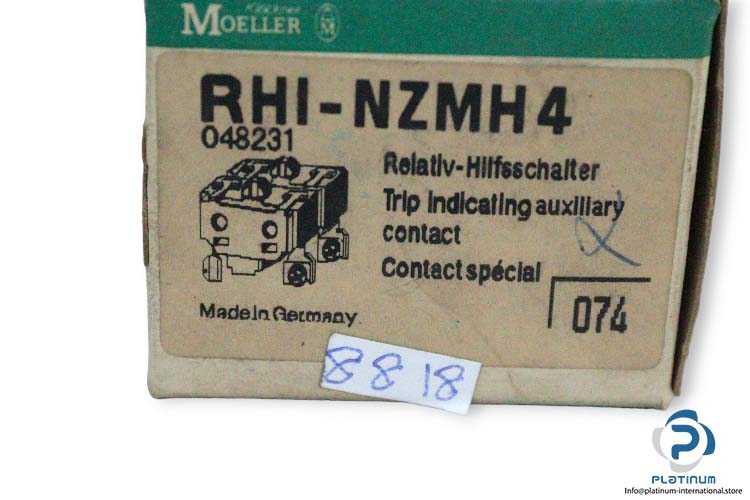 Klöckner
MOELLER
RHI-NZMH4
048231
Relativ-Hilfsschalter
Trip indicating auxiliary
contact
Contact spécial
074
Made in Germany
8818
PLATINUM
Info@platinum-international.store